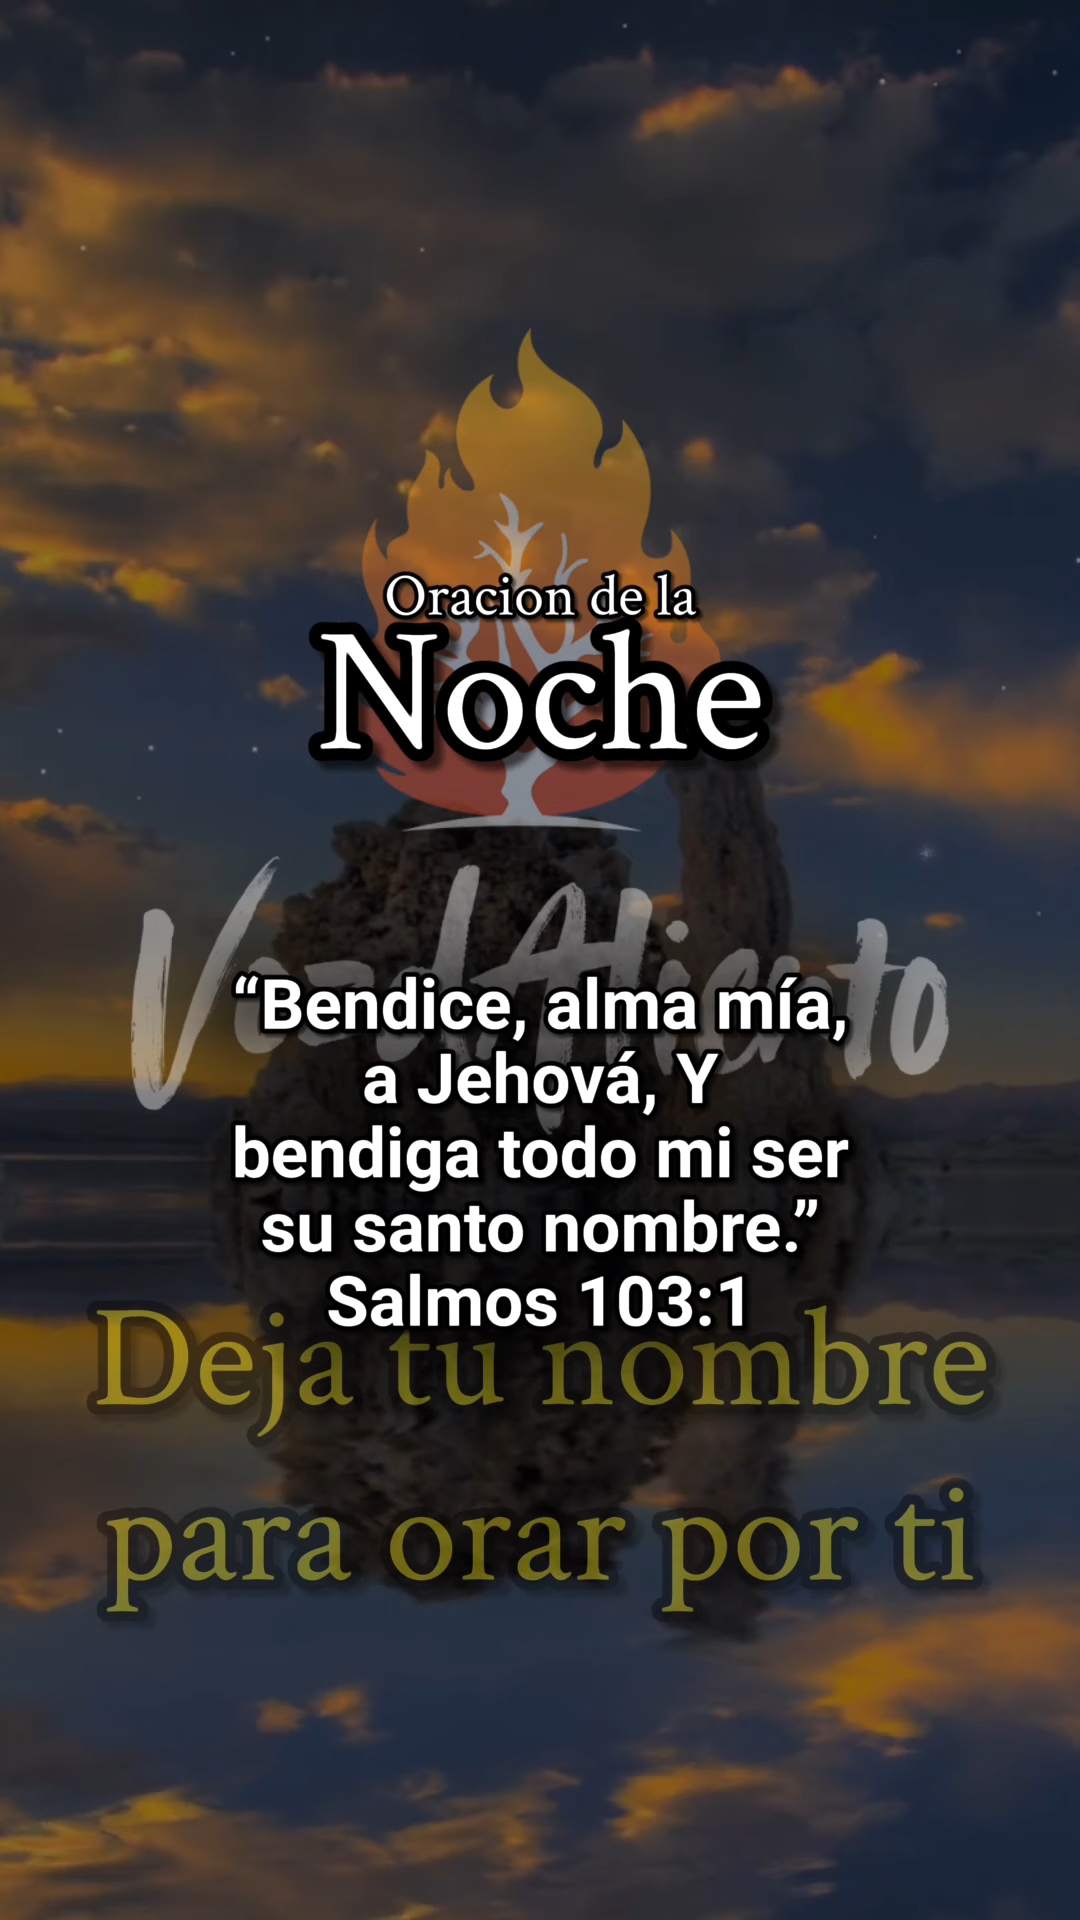 Oracion de la
Noche
VozdAliento
“Bendice, alma mía,
a Jehová, Y
bendiga todo mi ser
su santo nombre.”
Salmos 103:1
Deja tu nombre
para orar por ti